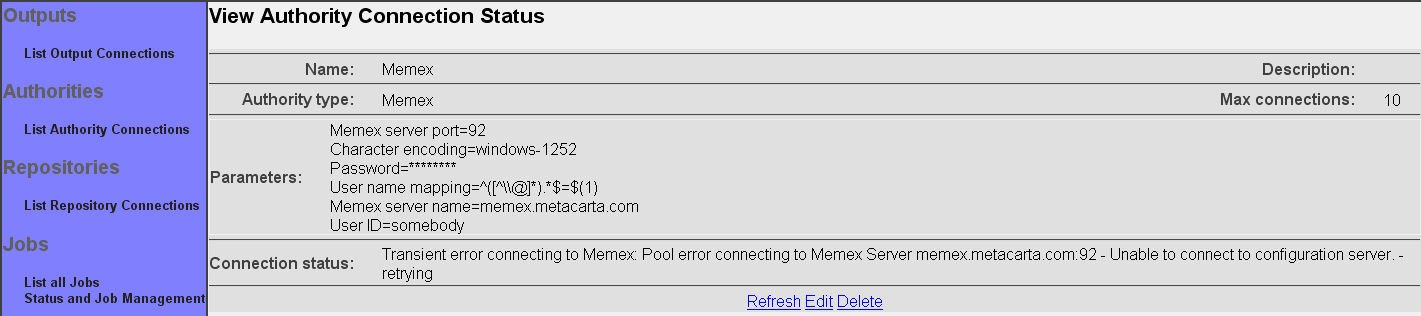 Outputs
List Output Connections
Authorities
List Authority Connections
Repositories
List Repository Connections
Jobs
List all Jobs
Status and Job Management
View Authority Connection Status
Name: Memex Description:
Authority type: Memex Max connections: 10
Parameters:
Memex server port=92
Character encoding=windows-1252
Password=********
User name mapping=^([^\\@]*).*$=$(1)
Memex server name=memex.metacarta.com
User ID=somebody
Connection status:
Transient error connecting to Memex: Pool error connecting to Memex Server memex.metacarta.com:92 - Unable to connect to configuration server. -
retrying
Refresh Edit Delete